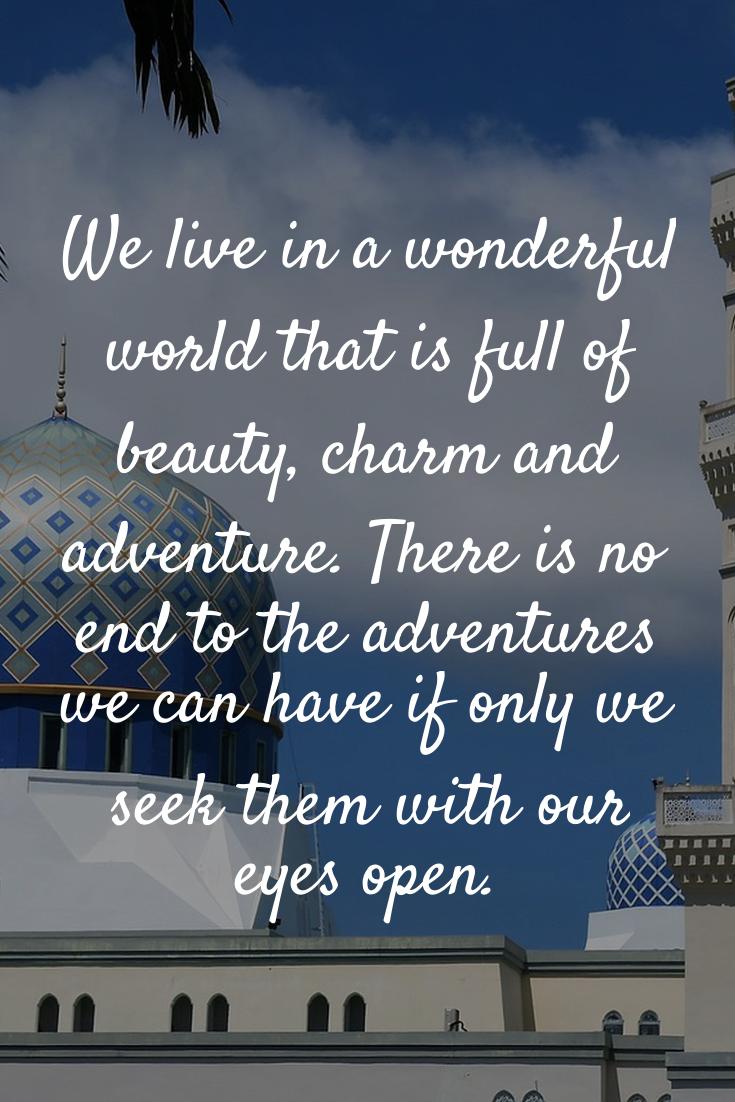 We live in a wonderful
world that is full of
beauty, charm and
adventure. There is no
end to the adventures
we can have if only we
seek them with our
eyes open.